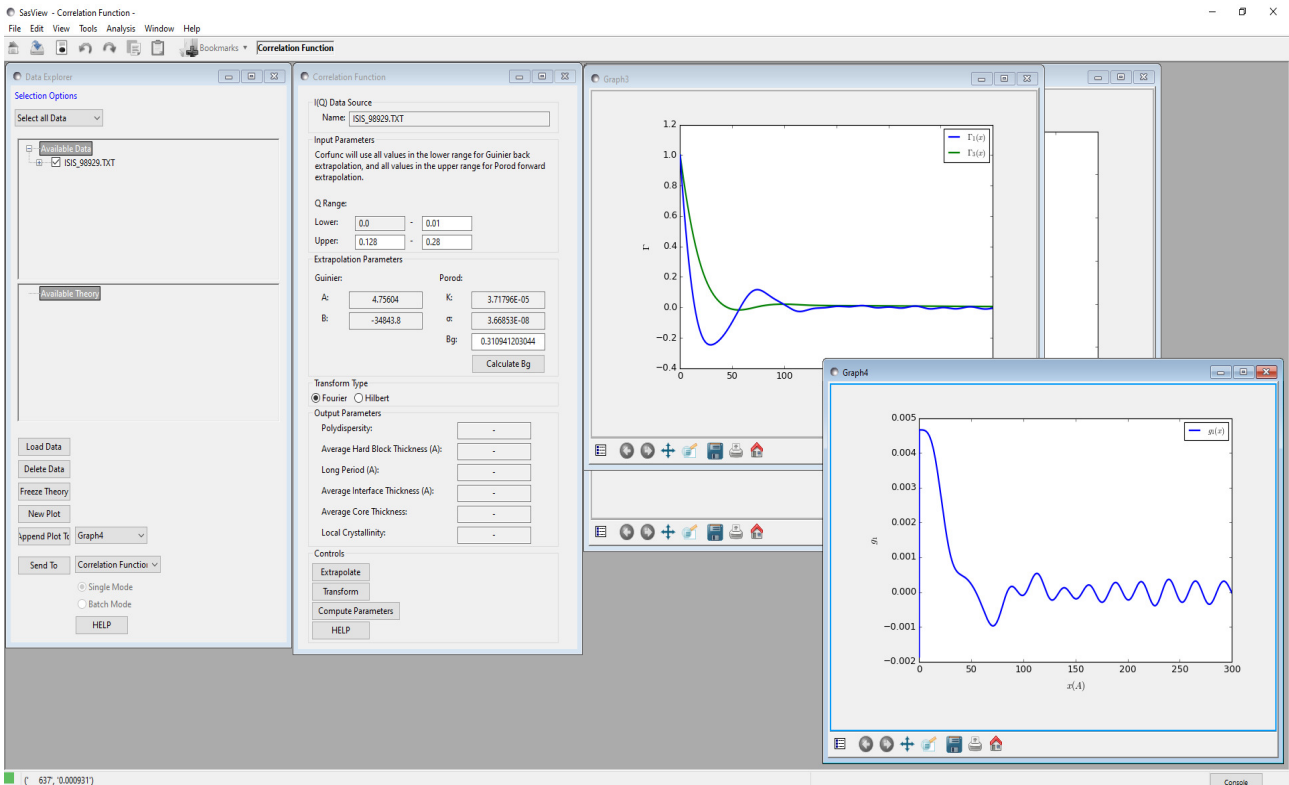 SasView - Correlation Function -
File Edit View Tools Analysis Window Help
Bookmarks Correlation Function
Data Explorer
Selection Options
Select all Data
Available Data
ISIS_98929.TXT
Available Theory
Load Data
Delete Data
Freeze Theory
New Plot
Append Plot To Graph4
Send To Correlation Function
Single Mode
Batch Mode
HELP
Correlation Function
I(Q) Data Source
Name: ISIS_98929.TXT
Input Parameters
Corfunc will use all values in the lower range for Guinier back
extrapolation, and all values in the upper range for Porod forward
extrapolation.
Q Range:
Lower: 0.0 - 0.01
Upper: 0.128 - 0.28
Extrapolation Parameters
Guinier: Porod:
A: 4.75604 K: 3.71796E-05
B: -34843.8 σ: 3.66853E-08
Bg: 0.310941203044
Calculate Bg
Transform Type
Fourier Hilbert
Output Parameters
Polydispersity: -
Average Hard Block Thickness (A): -
Long Period (A): -
Average Interface Thickness (A): -
Average Core Thickness: -
Local Crystallinity: -
Controls
Extrapolate
Transform
Compute Parameters
HELP
Graph3
1.2
1.0
0.8
0.6
0.4
0.2
0.0
−0.2
−0.4
Γ
0 50 100
Γ₁(x)
Γ₃(x)
Graph4
0.005
0.004
0.003
0.002
0.001
0.000
−0.001
−0.002
g₁
0 50 100 150 200 250 300
x(A)
g₁(x)
(' 637', '0.000931')
Console